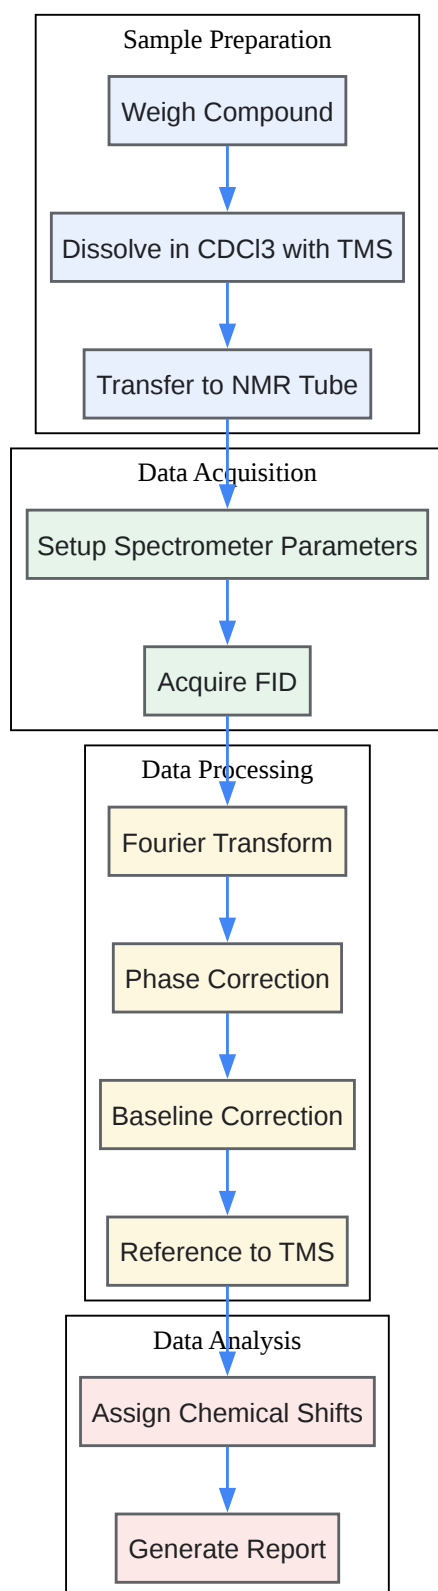 Sample Preparation
Weigh Compound
Dissolve in CDCl3 with TMS
Transfer to NMR Tube
Data Acquisition
Setup Spectrometer Parameters
Acquire FID
Data Processing
Fourier Transform
Phase Correction
Baseline Correction
Reference to TMS
Data Analysis
Assign Chemical Shifts
Generate Report